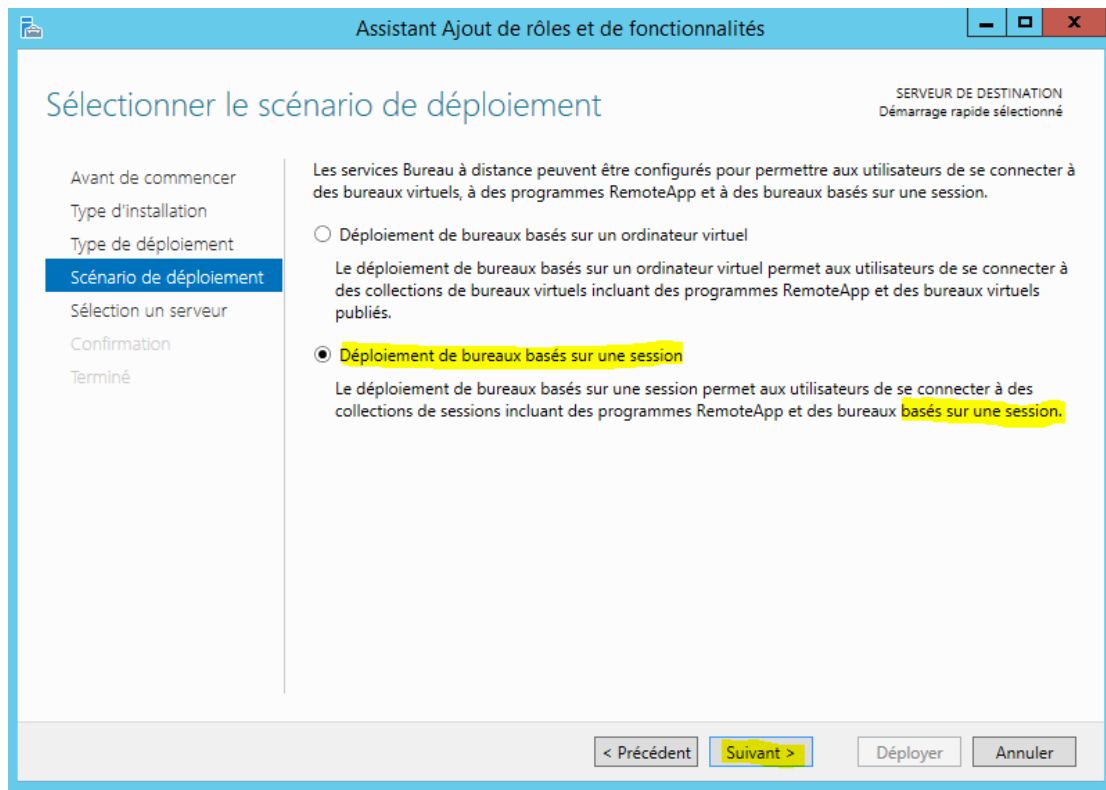 Assistant Ajout de rôles et de fonctionnalités
Sélectionner le scénario de déploiement
SERVEUR DE DESTINATION
Démarrage rapide sélectionné
Avant de commencer
Type d'installation
Type de déploiement
Scénario de déploiement
Sélection un serveur
Confirmation
Terminé
Les services Bureau à distance peuvent être configurés pour permettre aux utilisateurs de se connecter à
des bureaux virtuels, à des programmes RemoteApp et à des bureaux basés sur une session.
Déploiement de bureaux basés sur un ordinateur virtuel
Le déploiement de bureaux basés sur un ordinateur virtuel permet aux utilisateurs de se connecter à
des collections de bureaux virtuels incluant des programmes RemoteApp et des bureaux virtuels
publiés.
Déploiement de bureaux basés sur une session
Le déploiement de bureaux basés sur une session permet aux utilisateurs de se connecter à des
collections de sessions incluant des programmes RemoteApp et des bureaux basés sur une session.
< Précédent
Suivant >
Déployer
Annuler